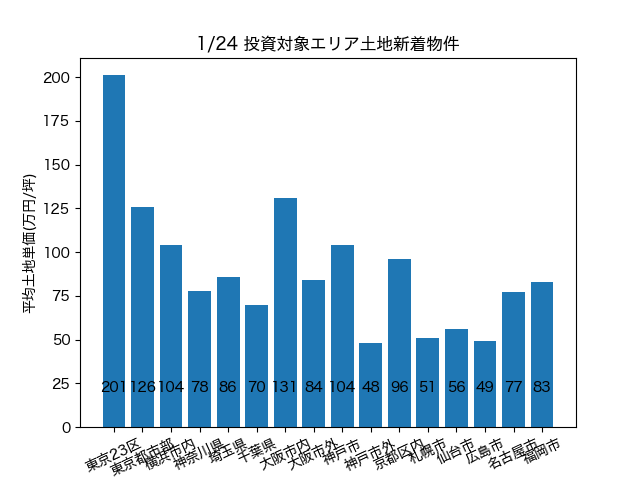 1/24 投資対象エリア土地新着物件
平均土地単価(万円/坪)
200
175
150
125
100
75
50
25
0
201 126 104 78 86 70 131 84 104 48 96 51 56 49 77 83
東京23区 東京都市部 横浜市内 神奈川県 埼玉県 千葉県 大阪市内 大阪市外 神戸市 神戸市外 京都区内 札幌市 仙台市 広島市 名古屋市 福岡市